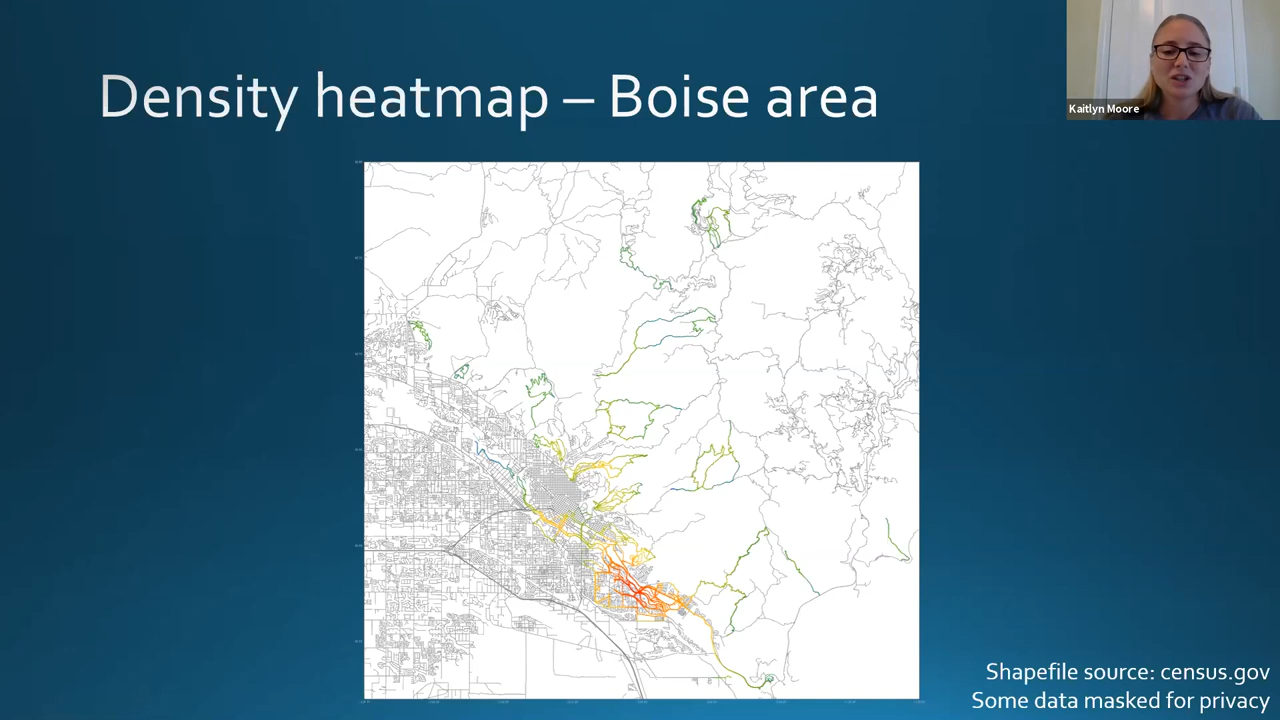 Density heatmap – Boise area
Kaitlyn Moore
Shapefile source: census.gov
Some data masked for privacy